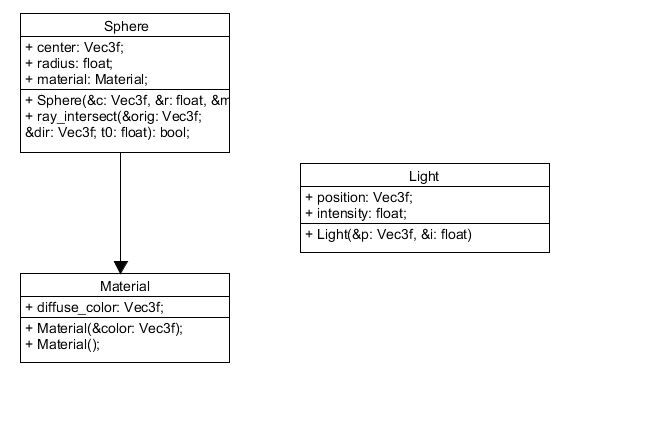 Sphere
+ center: Vec3f;
+ radius: float;
+ material: Material;
+ Sphere(&c: Vec3f, &r: float, &m
+ ray_intersect(&orig: Vec3f;
&dir: Vec3f; t0: float): bool;
Light
+ position: Vec3f;
+ intensity: float;
+ Light(&p: Vec3f, &i: float)
Material
+ diffuse_color: Vec3f;
+ Material(&color: Vec3f);
+ Material();